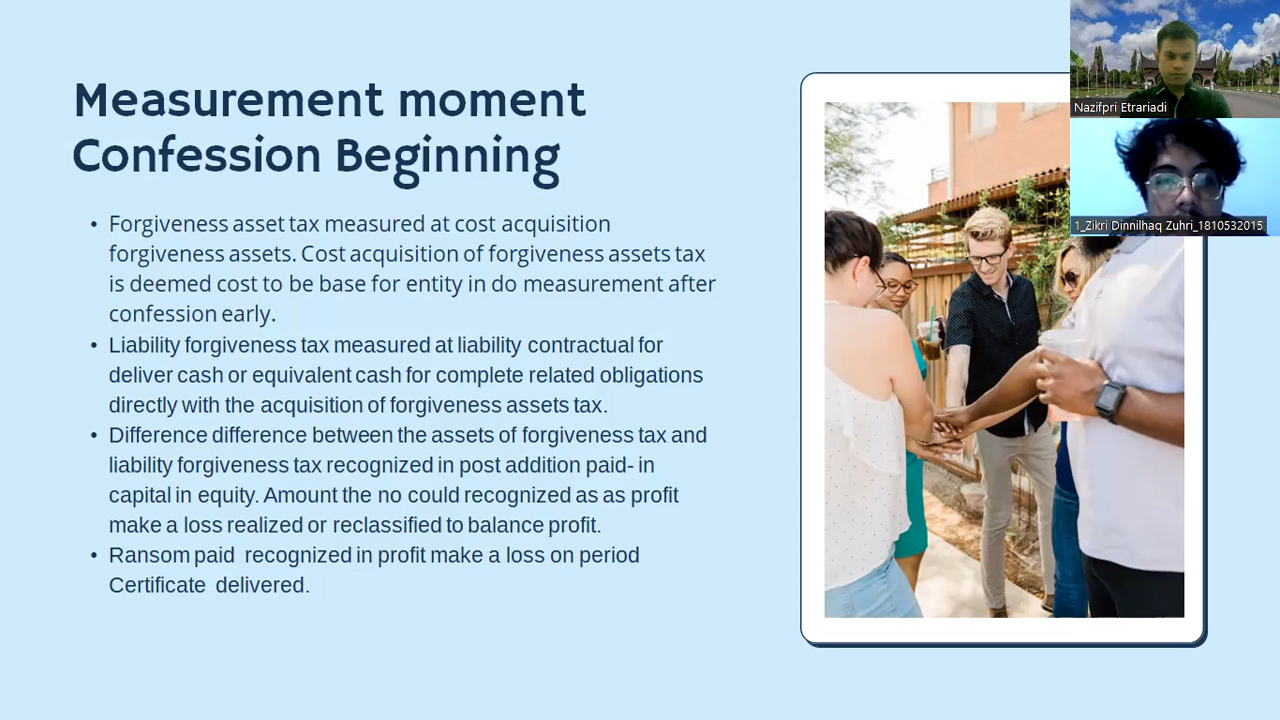 Measurement moment
Confession Beginning
• Forgiveness asset tax measured at cost acquisition
forgiveness assets. Cost acquisition of forgiveness assets tax
is deemed cost to be base for entity in do measurement after
confession early.
• Liability forgiveness tax measured at liability contractual for
deliver cash or equivalent cash for complete related obligations
directly with the acquisition of forgiveness assets tax.
• Difference difference between the assets of forgiveness tax and
liability forgiveness tax recognized in post addition paid- in
capital in equity. Amount the no could recognized as as profit
make a loss realized or reclassified to balance profit.
• Ransom paid recognized in profit make a loss on period
Certificate delivered.
Nazifpri Etrariadi
1_Zikri Dinnilhaq Zuhri_1810532015